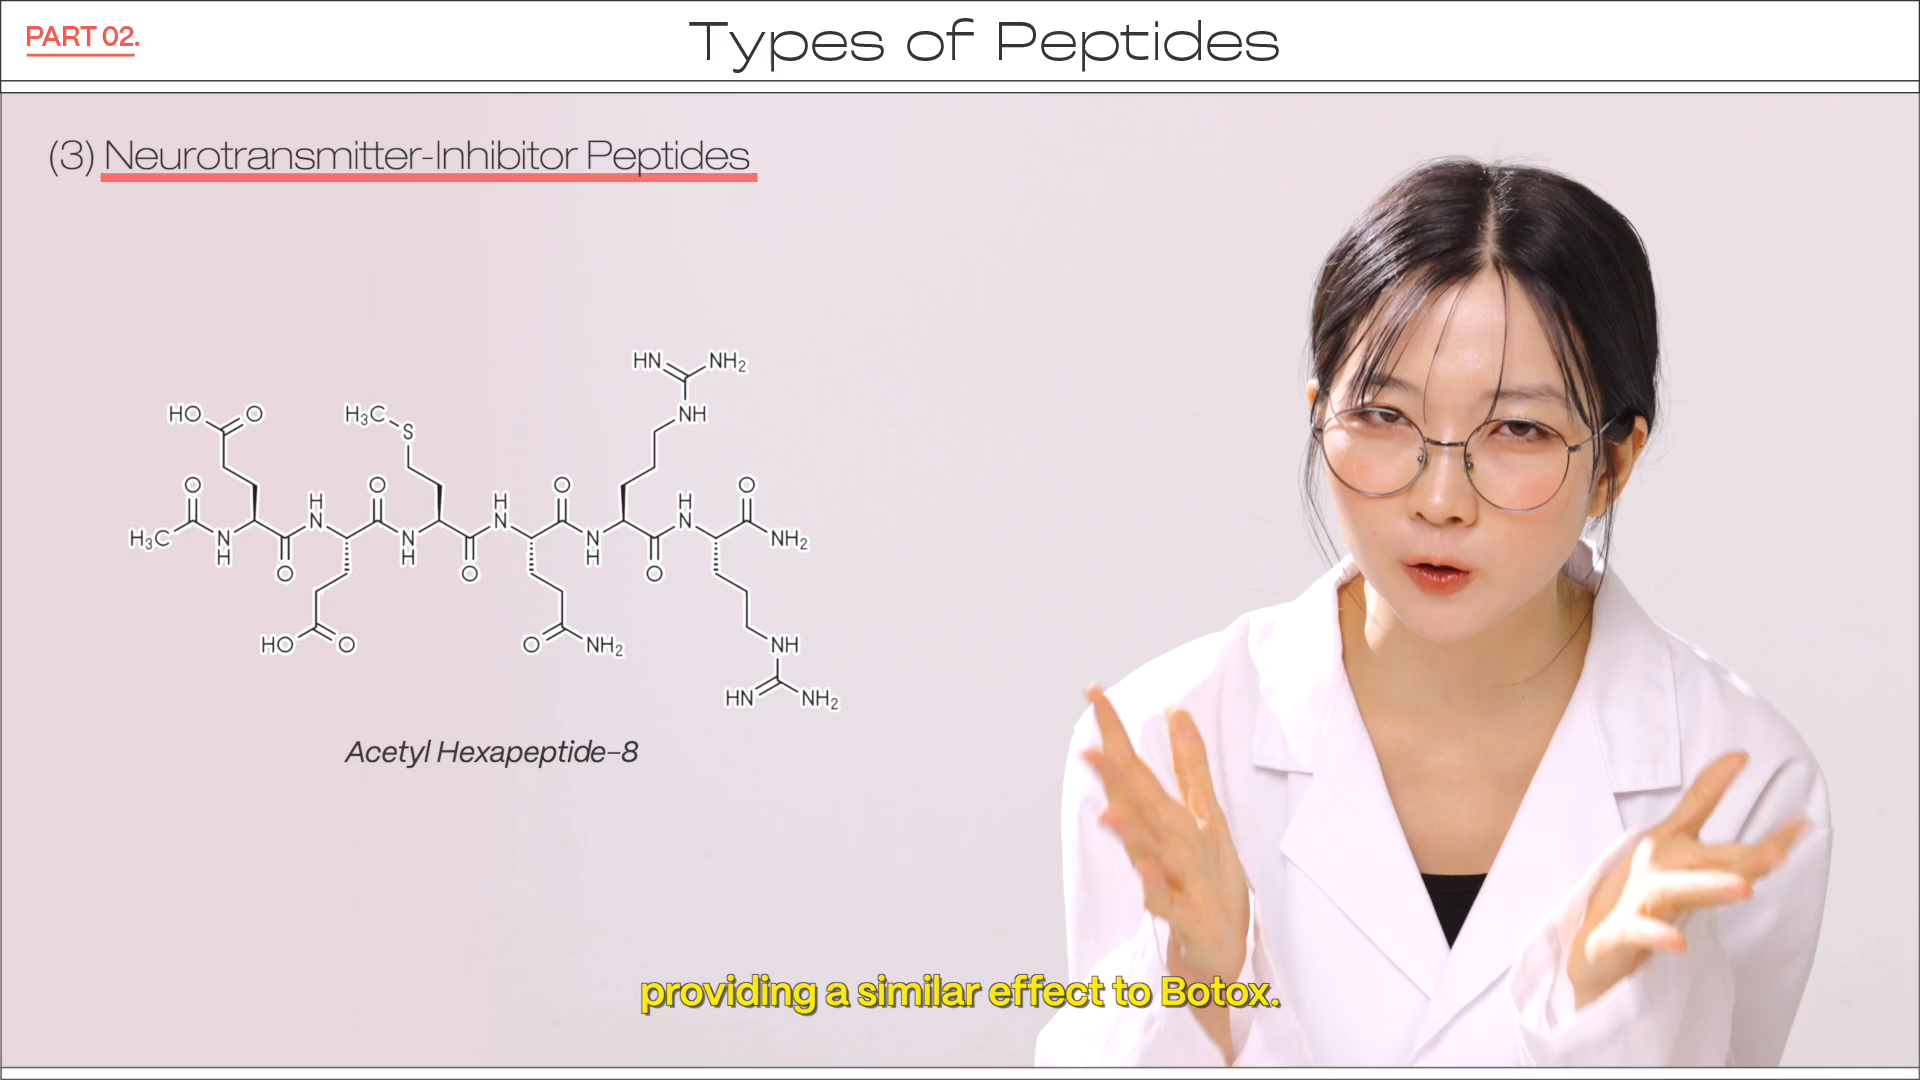 PART 02.
Types of Peptides
(3) Neurotransmitter-Inhibitor Peptides
HN NH₂
HO O H₃C S NH
O H N O H N O H N O
H₃C N H O N H O N H O NH₂
HO O O NH₂ NH
HN NH₂
Acetyl Hexapeptide-8
providing a similar effect to Botox.